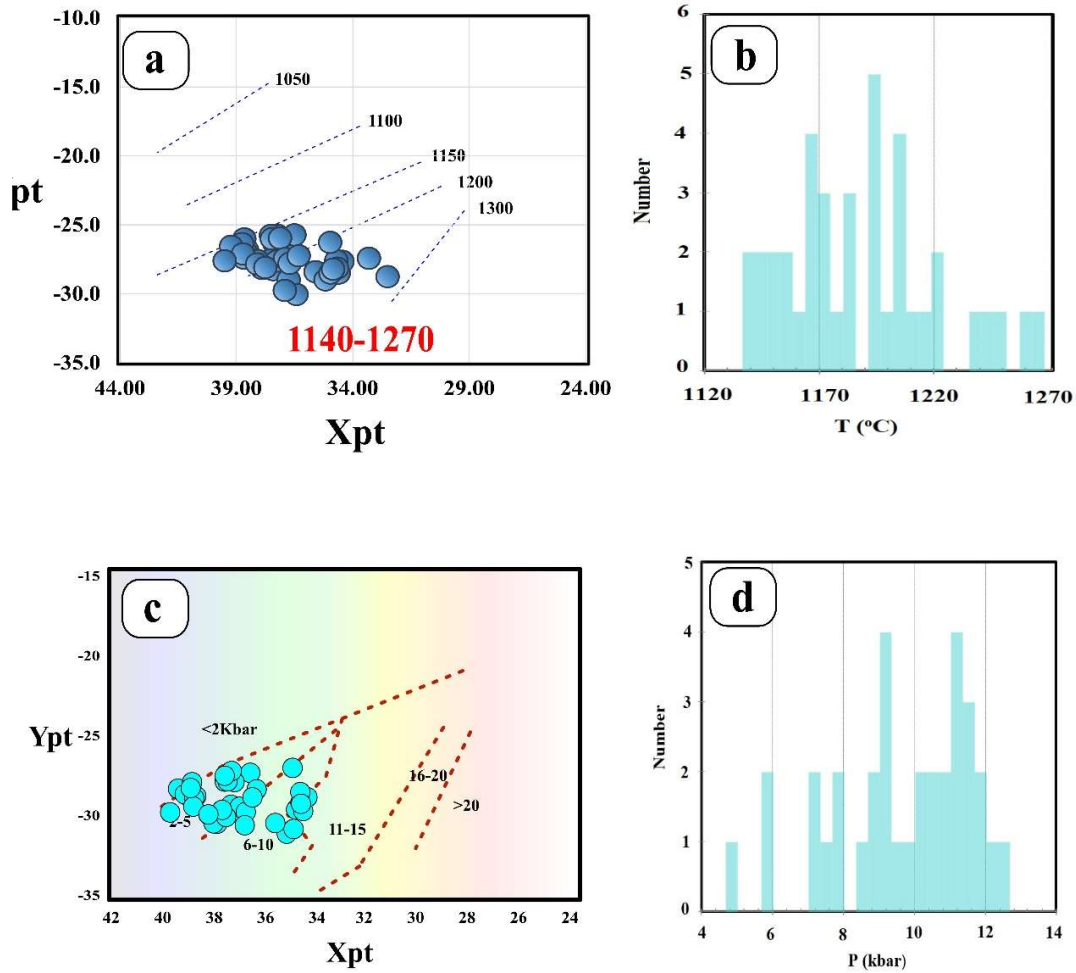 a
-10.0
-15.0
-20.0
-25.0
-30.0
-35.0
pt
1050
1100
1150
1200
1300
1140-1270
44.00 39.00 34.00 29.00 24.00
Xpt
b
6
5
4
3
2
1
0
Number
1120 1170 1220 1270
T (°C)
c
-15
-20
-25
-30
-35
Ypt
<2Kbar
2-5
6-10
11-15
16-20
>20
42 40 38 36 34 32 30 28 26 24
Xpt
d
5
4
3
2
1
0
Number
4 6 8 10 12 14
P (kbar)